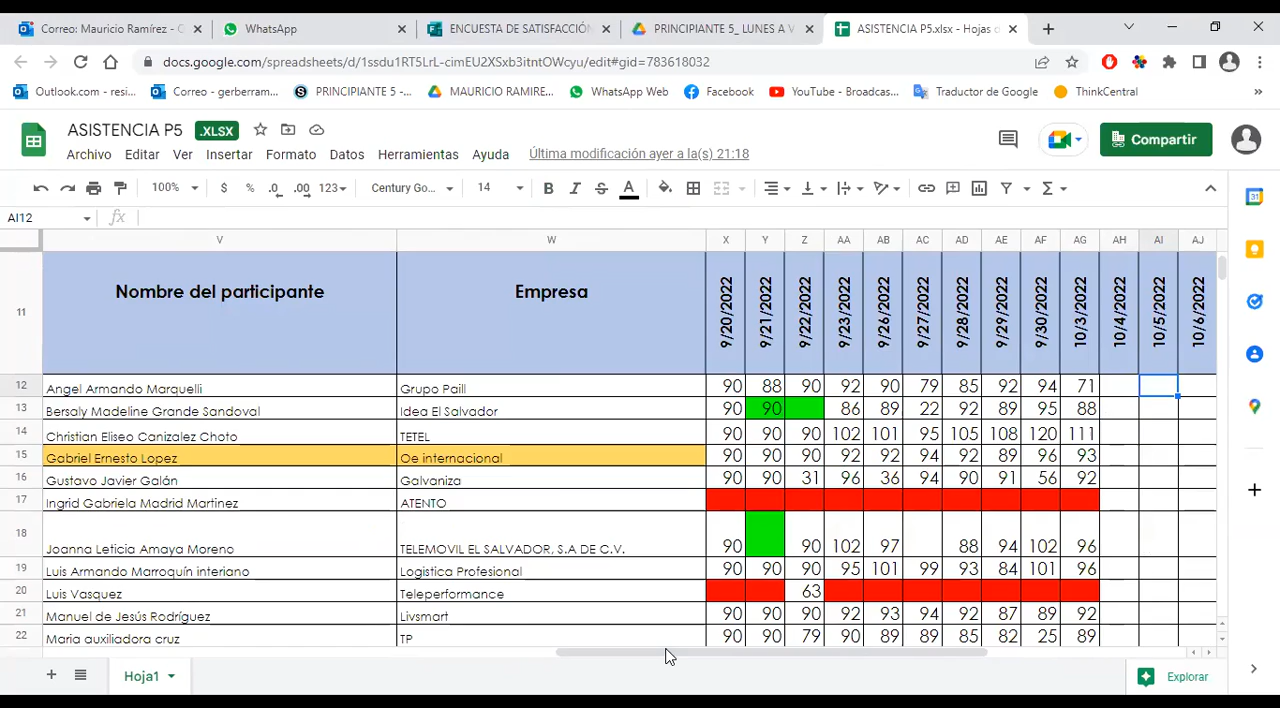 Correo: Mauricio Ramírez - C
WhatsApp
ENCUESTA DE SATISFACCIÓN
PRINCIPIANTE 5_ LUNES A V
ASISTENCIA P5.xlsx - Hojas d
Outlook.com - resi...
Correo - gerberram...
PRINCIPIANTE 5 -...
MAURICIO RAMIRE...
WhatsApp Web
Facebook
YouTube - Broadcas...
Traductor de Google
ThinkCentral
ASISTENCIA P5 .XLSX
Compartir
Archivo Editar Ver Insertar Formato Datos Herramientas Ayuda Última modificación ayer a la(s) 21:18
100% $ % .0 .00 123 Century Go... 14
AI12 fx
V W X Y Z AA AB AC AD AE AF AG AH AI AJ
11 Nombre del participante Empresa 9/20/2022 9/21/2022 9/22/2022 9/23/2022 9/26/2022 9/27/2022 9/28/2022 9/29/2022 9/30/2022 10/3/2022 10/4/2022 10/5/2022 10/6/2022
12 Angel Armando Marquelli Grupo Paill 90 88 90 92 90 79 85 92 94 71
13 Bersaly Madeline Grande Sandoval Idea El Salvador 90 90 86 89 22 92 89 95 88
14 Christian Eliseo Canizalez Choto TETEL 90 90 90 102 101 95 105 108 120 111
15 Gabriel Ernesto Lopez Oe internacional 90 90 90 92 92 94 92 89 96 93
16 Gustavo Javier Galán Galvaniza 90 90 31 96 36 94 90 91 56 92
17 Ingrid Gabriela Madrid Martinez ATENTO
18 Joanna Leticia Amaya Moreno TELEMOVIL EL SALVADOR, S.A DE C.V. 90 90 102 97 88 94 102 96
19 Luis Armando Marroquín interiano Logistica Profesional 90 90 90 95 101 99 93 84 101 96
20 Luis Vasquez Teleperformance 63
21 Manuel de Jesús Rodríguez Livsmart 90 90 90 92 93 94 92 87 89 92
22 Maria auxiliadora cruz TP 90 90 79 90 89 89 85 82 25 89
Hoja1
Explorar